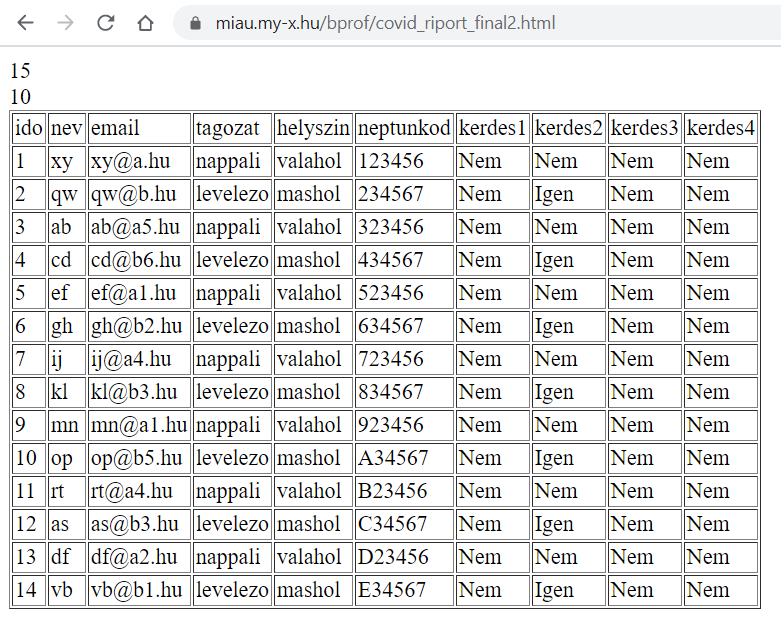 miau.my-x.hu/bprof/covid_riport_final2.html
15
10
ido nev email tagozat helyszin neptunkod kerdes1 kerdes2 kerdes3 kerdes4
1 xy xy@a.hu nappali valahol 123456 Nem Nem Nem Nem
2 qw qw@b.hu levelezo mashol 234567 Nem Igen Nem Nem
3 ab ab@a5.hu nappali valahol 323456 Nem Nem Nem Nem
4 cd cd@b6.hu levelezo mashol 434567 Nem Igen Nem Nem
5 ef ef@a1.hu nappali valahol 523456 Nem Nem Nem Nem
6 gh gh@b2.hu levelezo mashol 634567 Nem Igen Nem Nem
7 ij ij@a4.hu nappali valahol 723456 Nem Nem Nem Nem
8 kl kl@b3.hu levelezo mashol 834567 Nem Igen Nem Nem
9 mn mn@a1.hu nappali valahol 923456 Nem Nem Nem Nem
10 op op@b5.hu levelezo mashol A34567 Nem Igen Nem Nem
11 rt rt@a4.hu nappali valahol B23456 Nem Nem Nem Nem
12 as as@b3.hu levelezo mashol C34567 Nem Igen Nem Nem
13 df df@a2.hu nappali valahol D23456 Nem Nem Nem Nem
14 vb vb@b1.hu levelezo mashol E34567 Nem Igen Nem Nem